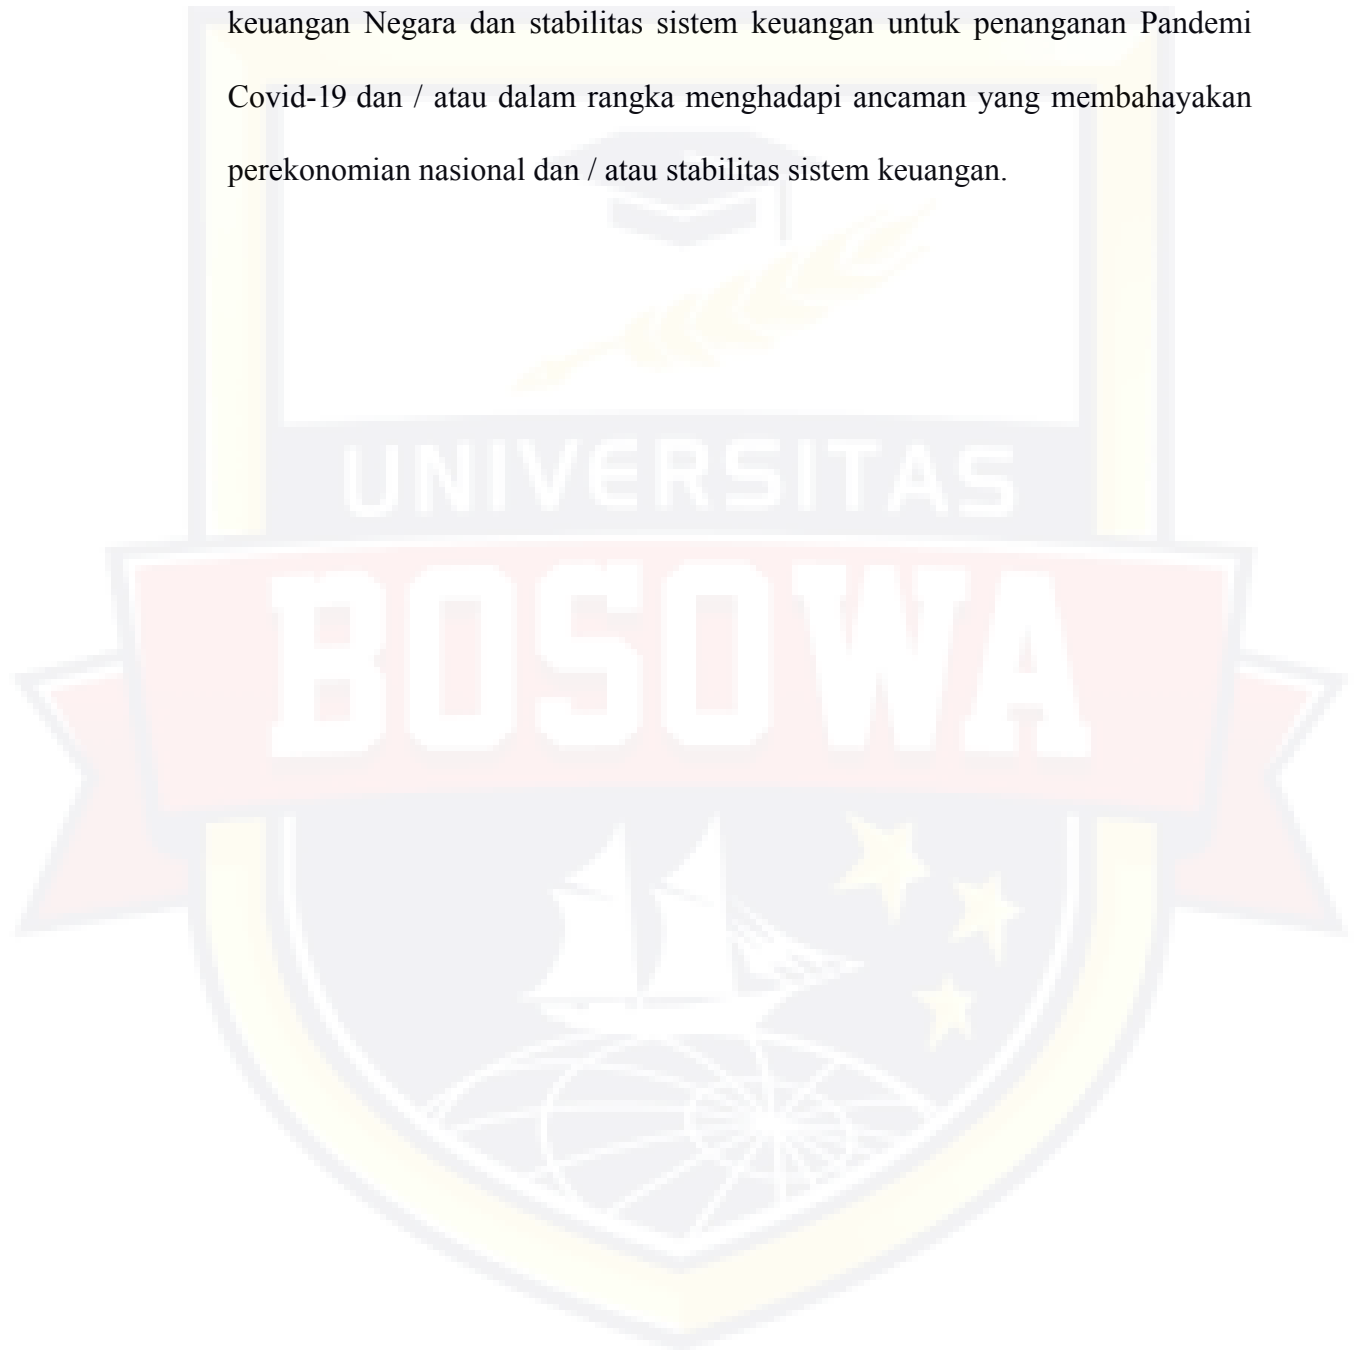 keuangan Negara dan stabilitas sistem keuangan untuk penanganan Pandemi
Covid-19 dan / atau dalam rangka menghadapi ancaman yang membahayakan
perekonomian nasional dan / atau stabilitas sistem keuangan.
UNIVERSITAS
BOSOWA